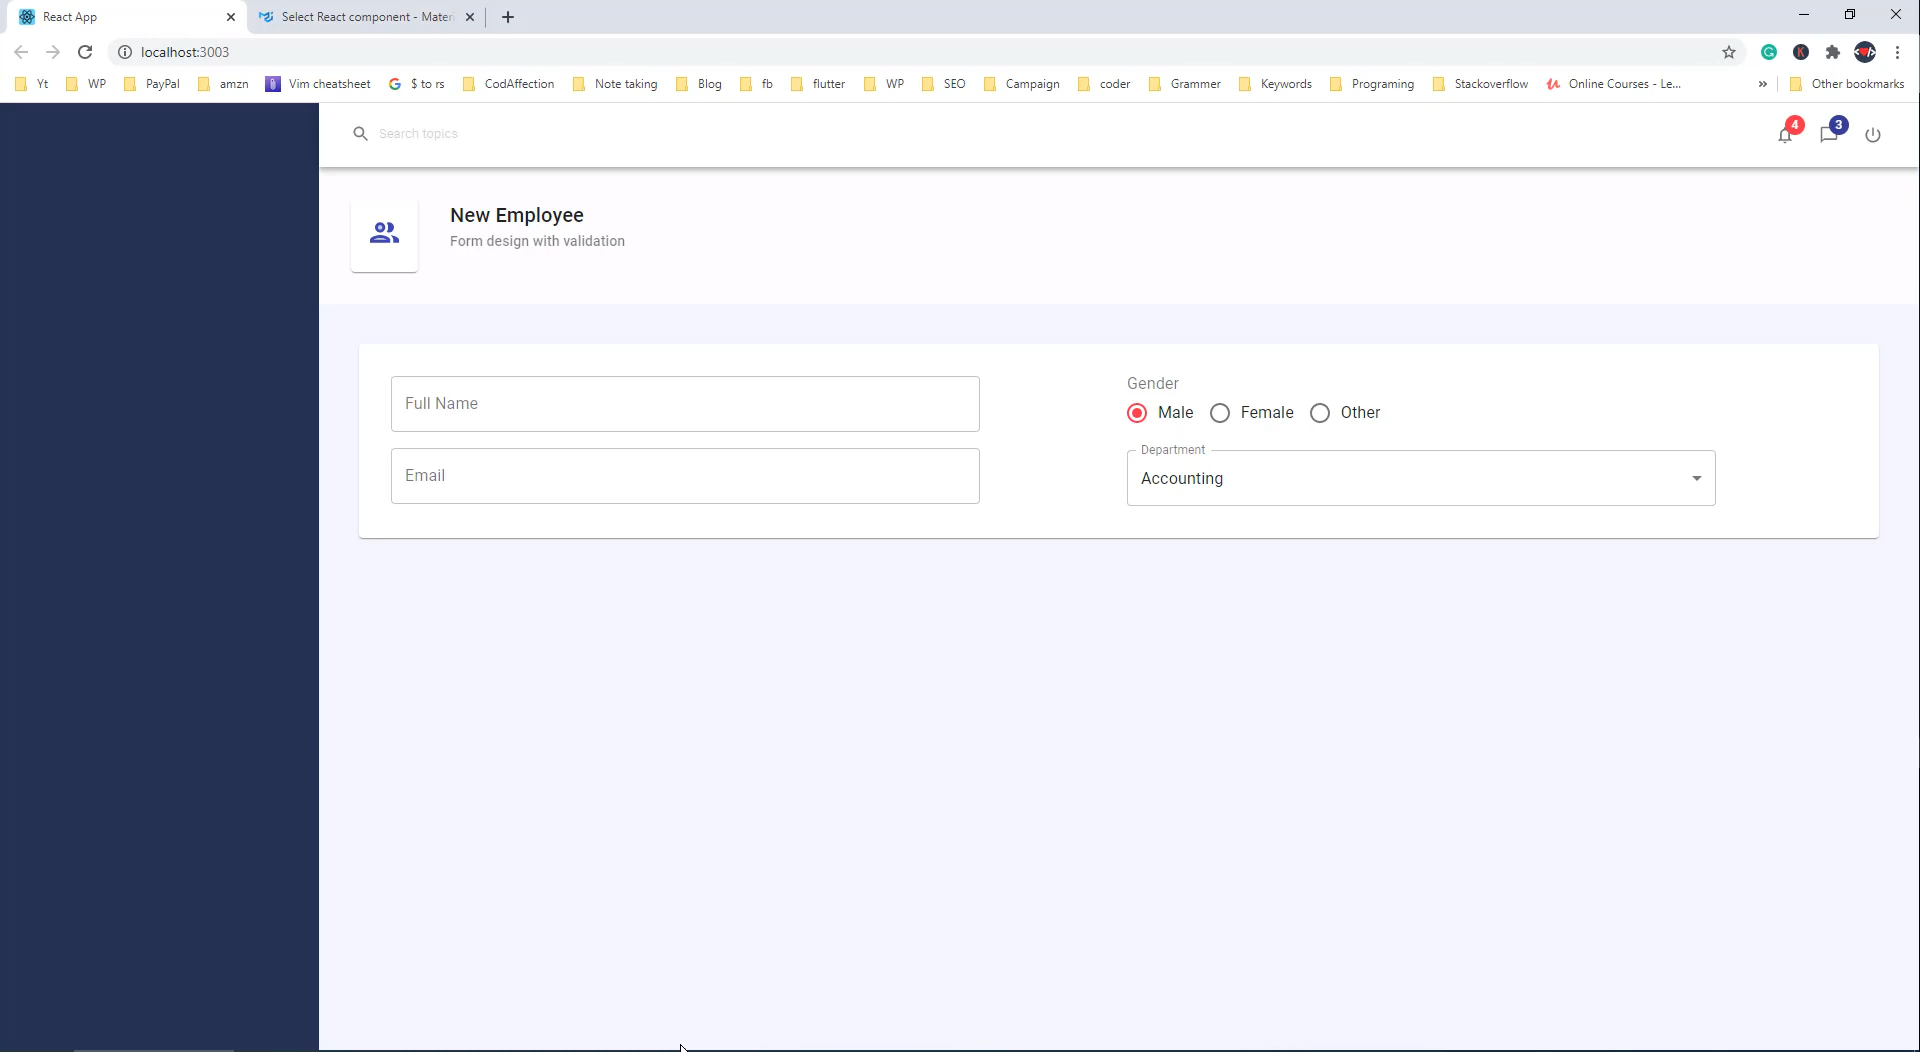 React App
Select React component - Mater
localhost:3003
Yt WP PayPal amzn Vim cheatsheet $ to rs CodAffection Note taking Blog fb flutter WP SEO Campaign coder Grammer Keywords Programing Stackoverflow Online Courses - Le... » Other bookmarks
Search topics
4
3
New Employee
Form design with validation
Full Name
Email
Gender
Male Female Other
Department
Accounting